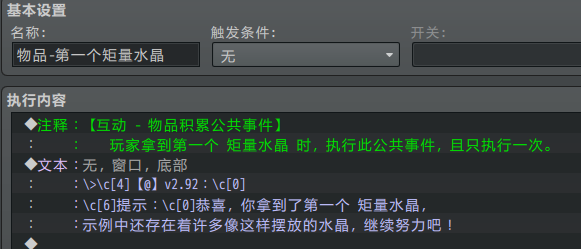 基本设置
名称: 触发条件: 开关:
物品-第一个矩量水晶 无
执行内容
◆注释：【互动 - 物品积累公共事件】
：　　：　玩家拿到第一个 矩量水晶 时，执行此公共事件，且只执行一次。
◆文本：无, 窗口, 底部
：　　：\>\c[4]【@】v2.92：\c[0]
：　　：\c[6]提示：\c[0]恭喜，你拿到了第一个 矩量水晶，
：　　：示例中还存在着许多像这样摆放的水晶，继续努力吧！
◆